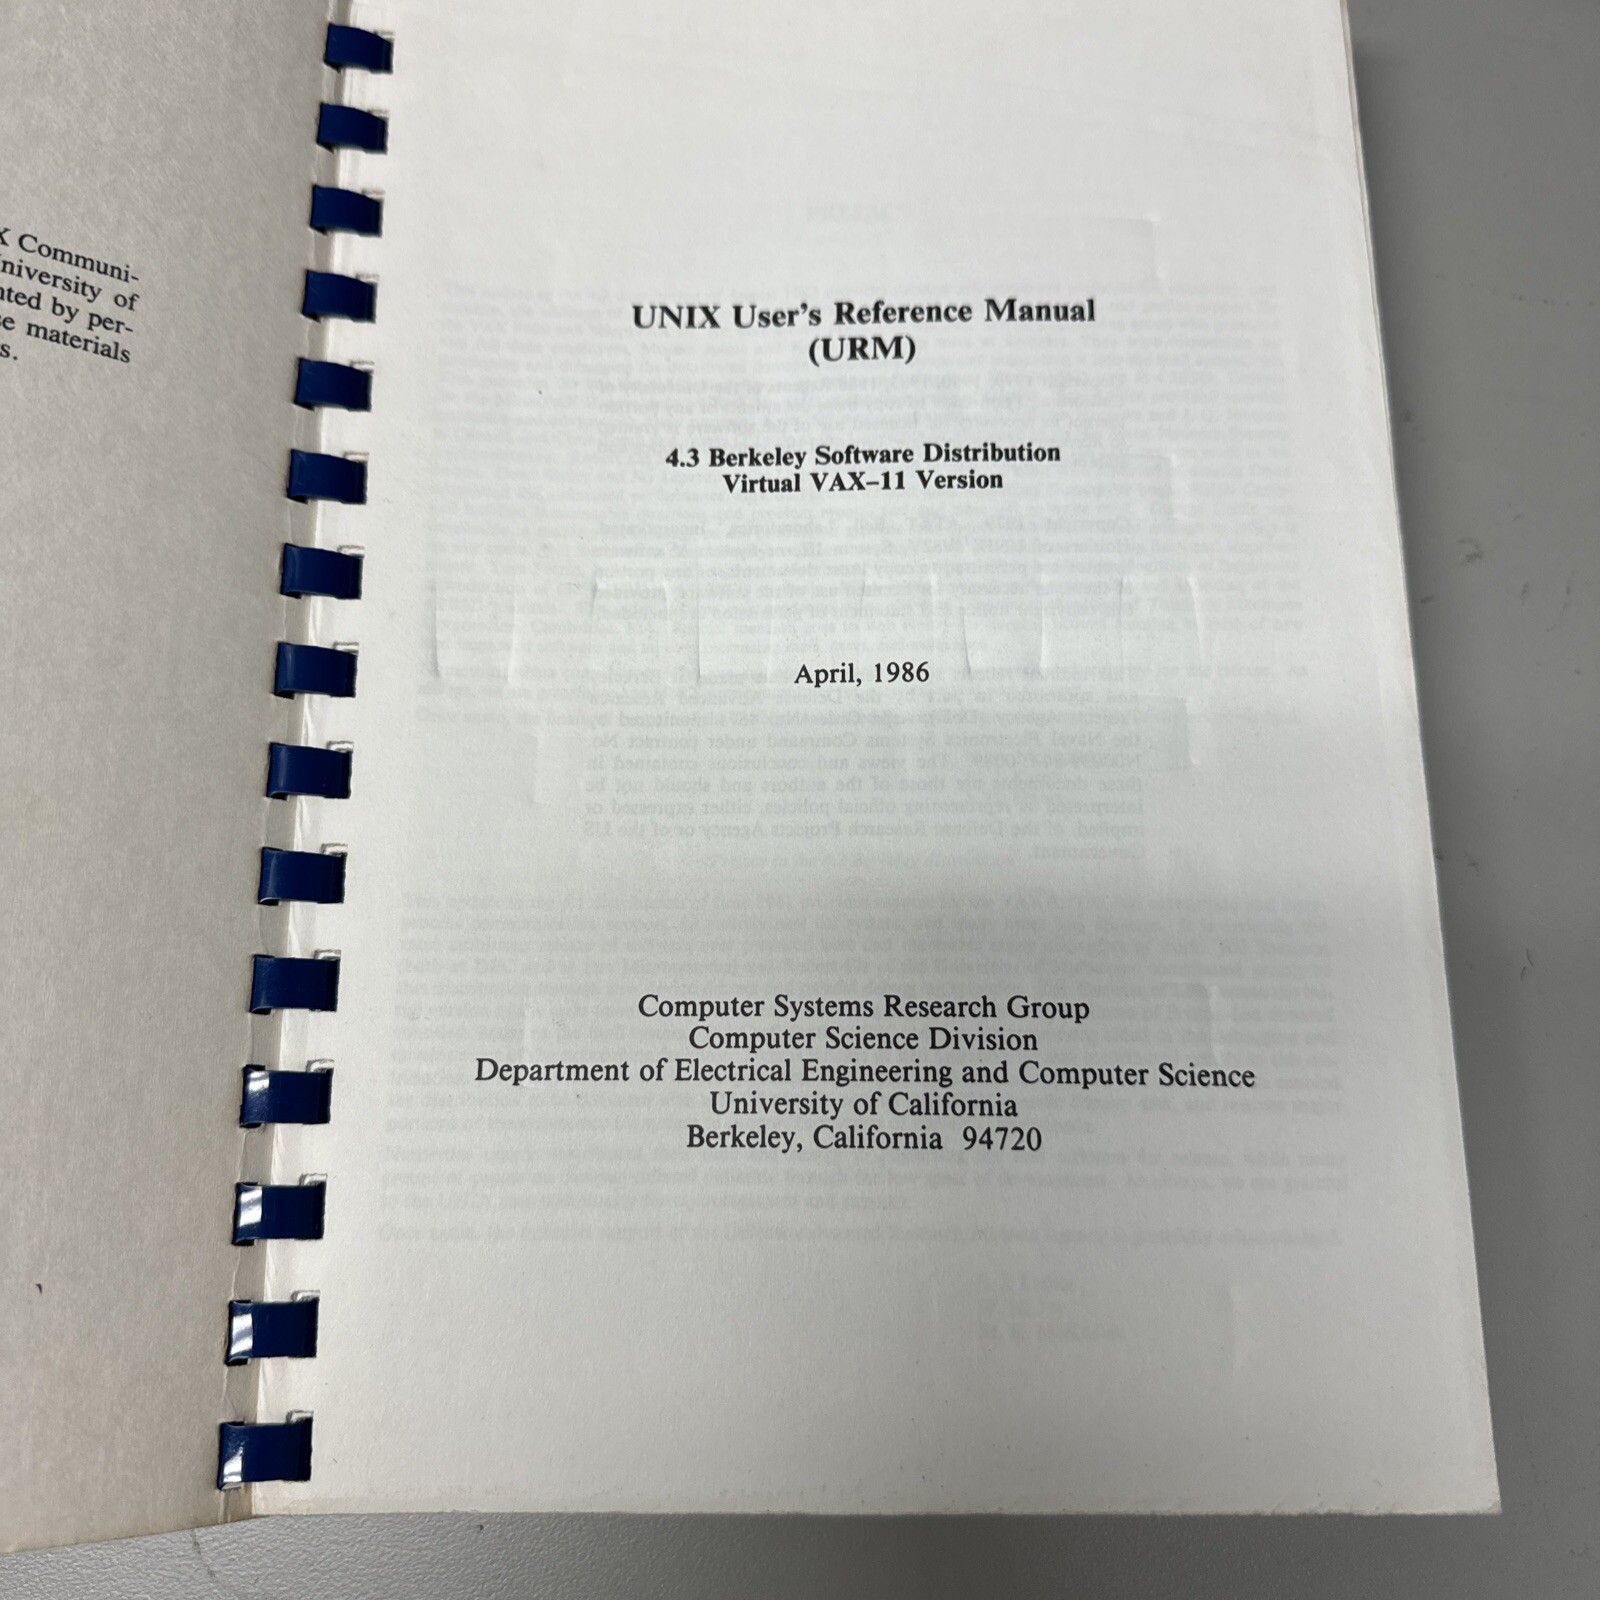 X Communi-
University of
nted by per-
se materials
s.
UNIX User's Reference Manual
(URM)
4.3 Berkeley Software Distribution
Virtual VAX-11 Version
April, 1986
Computer Systems Research Group
Computer Science Division
Department of Electrical Engineering and Computer Science
University of California
Berkeley, California 94720